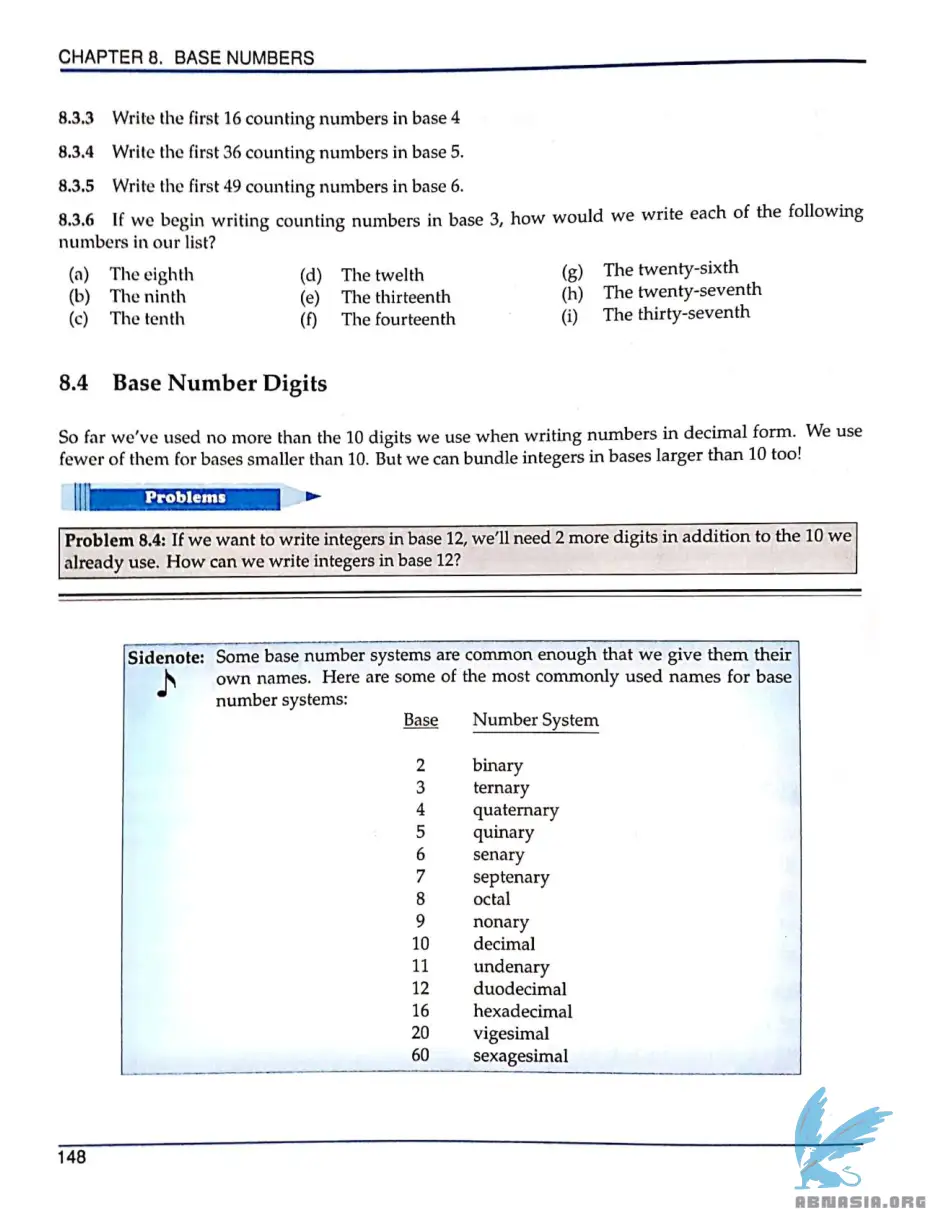 CHAPTER 8. BASE NUMBERS
8.3.3 Write the first 16 counting numbers in base 4
8.3.4 Write the first 36 counting numbers in base 5.
8.3.5 Write the first 49 counting numbers in base 6.
8.3.6 If we begin writing counting numbers in base 3, how would we write each of the following
numbers in our list?
(a) The eighth
(b) The ninth
(c) The tenth
(d) The twelth
(e) The thirteenth
(f) The fourteenth
(g) The twenty-sixth
(h) The twenty-seventh
(i) The thirty-seventh
8.4 Base Number Digits
So far we've used no more than the 10 digits we use when writing numbers in decimal form. We use
fewer of them for bases smaller than 10. But we can bundle integers in bases larger than 10 too!
Problems
Problem 8.4: If we want to write integers in base 12, we'll need 2 more digits in addition to the 10 we
already use. How can we write integers in base 12?
Sidenote: Some base number systems are common enough that we give them their
own names. Here are some of the most commonly used names for base
number systems:
Base Number System
2 binary
3 ternary
4 quaternary
5 quinary
6 senary
7 septenary
8 octal
9 nonary
10 decimal
11 undenary
12 duodecimal
16 hexadecimal
20 vigesimal
60 sexagesimal
148
ABNASIA.ORG